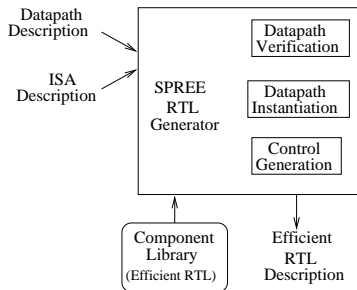 Datapath
Description
ISA
Description
SPREE
RTL
Generator
Datapath
Verification
Datapath
Instantiation
Control
Generation
Component
Library
(Efficient RTL)
Efficient
RTL
Description